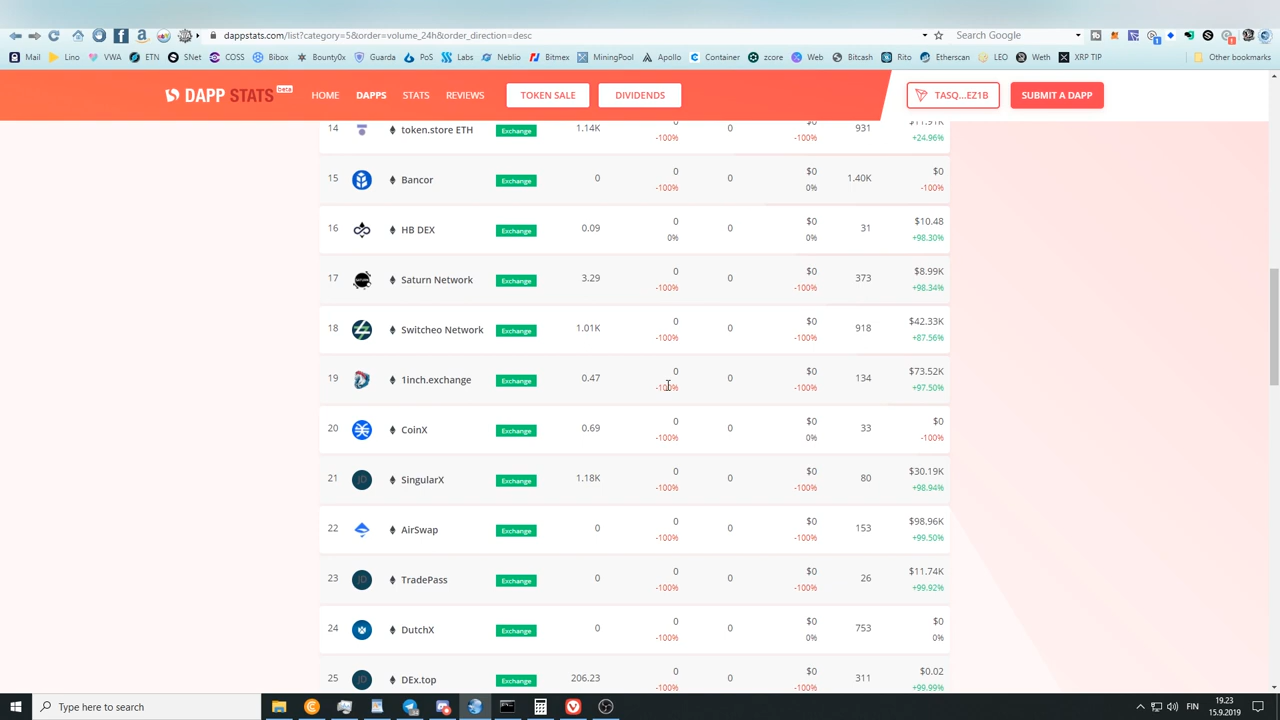 dappstats.com/list?category=5&order=volume_24h&order_direction=desc
Search Google
Mail Lino VWA ETN SNet COSS Bibox Bounty0x Guarda PoS Labs Neblio Bitmex MiningPool Apollo Container zcore Web Bitcash Rito Etherscan LEO Weth XRP TIP Other bookmarks
DAPP STATS beta HOME DAPPS STATS REVIEWS TOKEN SALE DIVIDENDS TASQ...EZ1B SUBMIT A DAPP
14 token.store ETH Exchange 1.14K 0 0 931
-100% -100% +24.96%
15 Bancor Exchange 0 0 0 $0 1.40K $0
-100% 0% -100%
16 HB DEX Exchange 0.09 0 0 $0 31 $10.48
0% 0% +98.30%
17 Saturn Network Exchange 3.29 0 0 $0 373 $8.99K
-100% -100% +98.34%
18 Switcheo Network Exchange 1.01K 0 0 $0 918 $42.33K
-100% -100% +87.56%
19 1inch.exchange Exchange 0.47 0 0 $0 134 $73.52K
-100% -100% +97.50%
20 CoinX Exchange 0.69 0 0 $0 33 $0
-100% 0% -100%
21 SingularX Exchange 1.18K 0 0 $0 80 $30.19K
-100% -100% +98.94%
22 AirSwap Exchange 0 0 0 $0 153 $98.96K
-100% -100% +99.50%
23 TradePass Exchange 0 0 0 $0 26 $11.74K
-100% -100% +99.92%
24 DutchX Exchange 0 0 0 $0 753 $0
-100% 0% 0%
25 DEx.top Exchange 206.23 0 0 $0 311 $0.02
-100% -100% +99.99%
Type here to search
FIN
19.23
15.9.2019